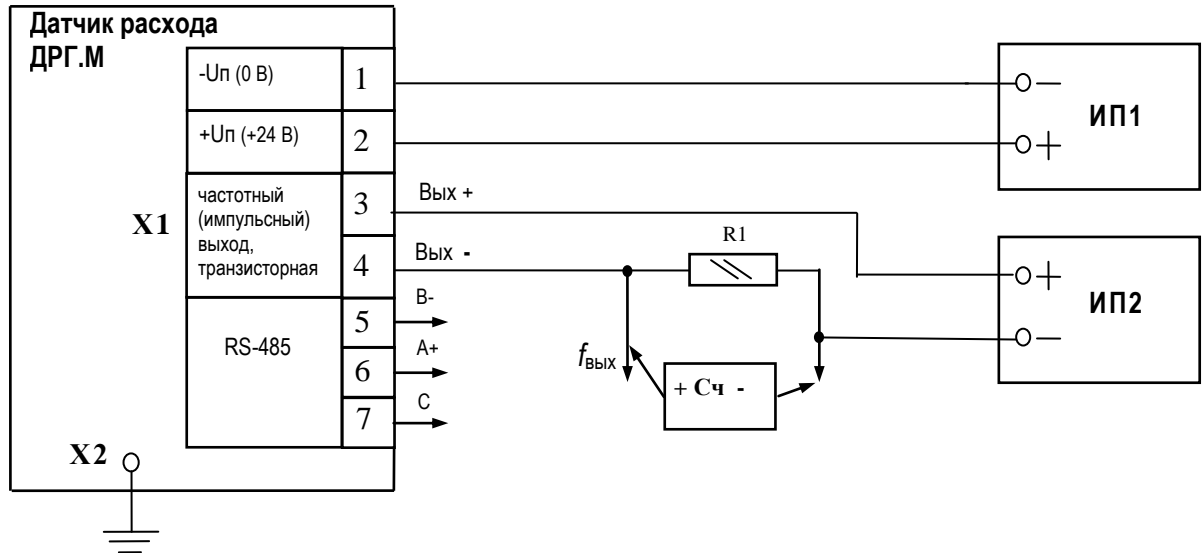 Датчик расхода
ДРГ.М
-Uп (0 В)
1
+Uп (+24 В)
2
X1
частотный
(импульсный)
выход,
транзисторная
3
4
RS-485
5
6
7
X2
Вых +
Вых -
B-
A+
C
R1
fвых
+ Сч -
–
ИП1
+
+
ИП2
–